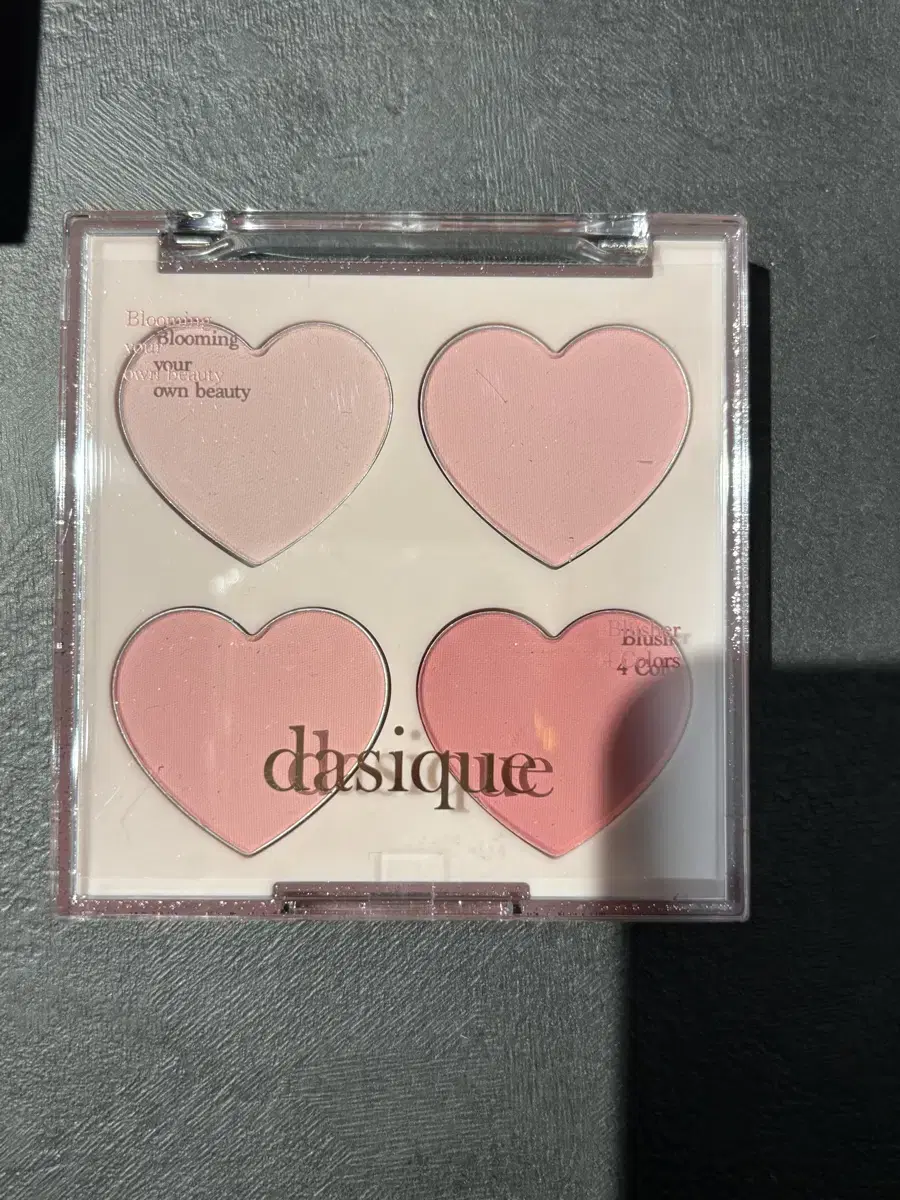 Blooming
your
own beauty
Blusher
4 Colors
dasique